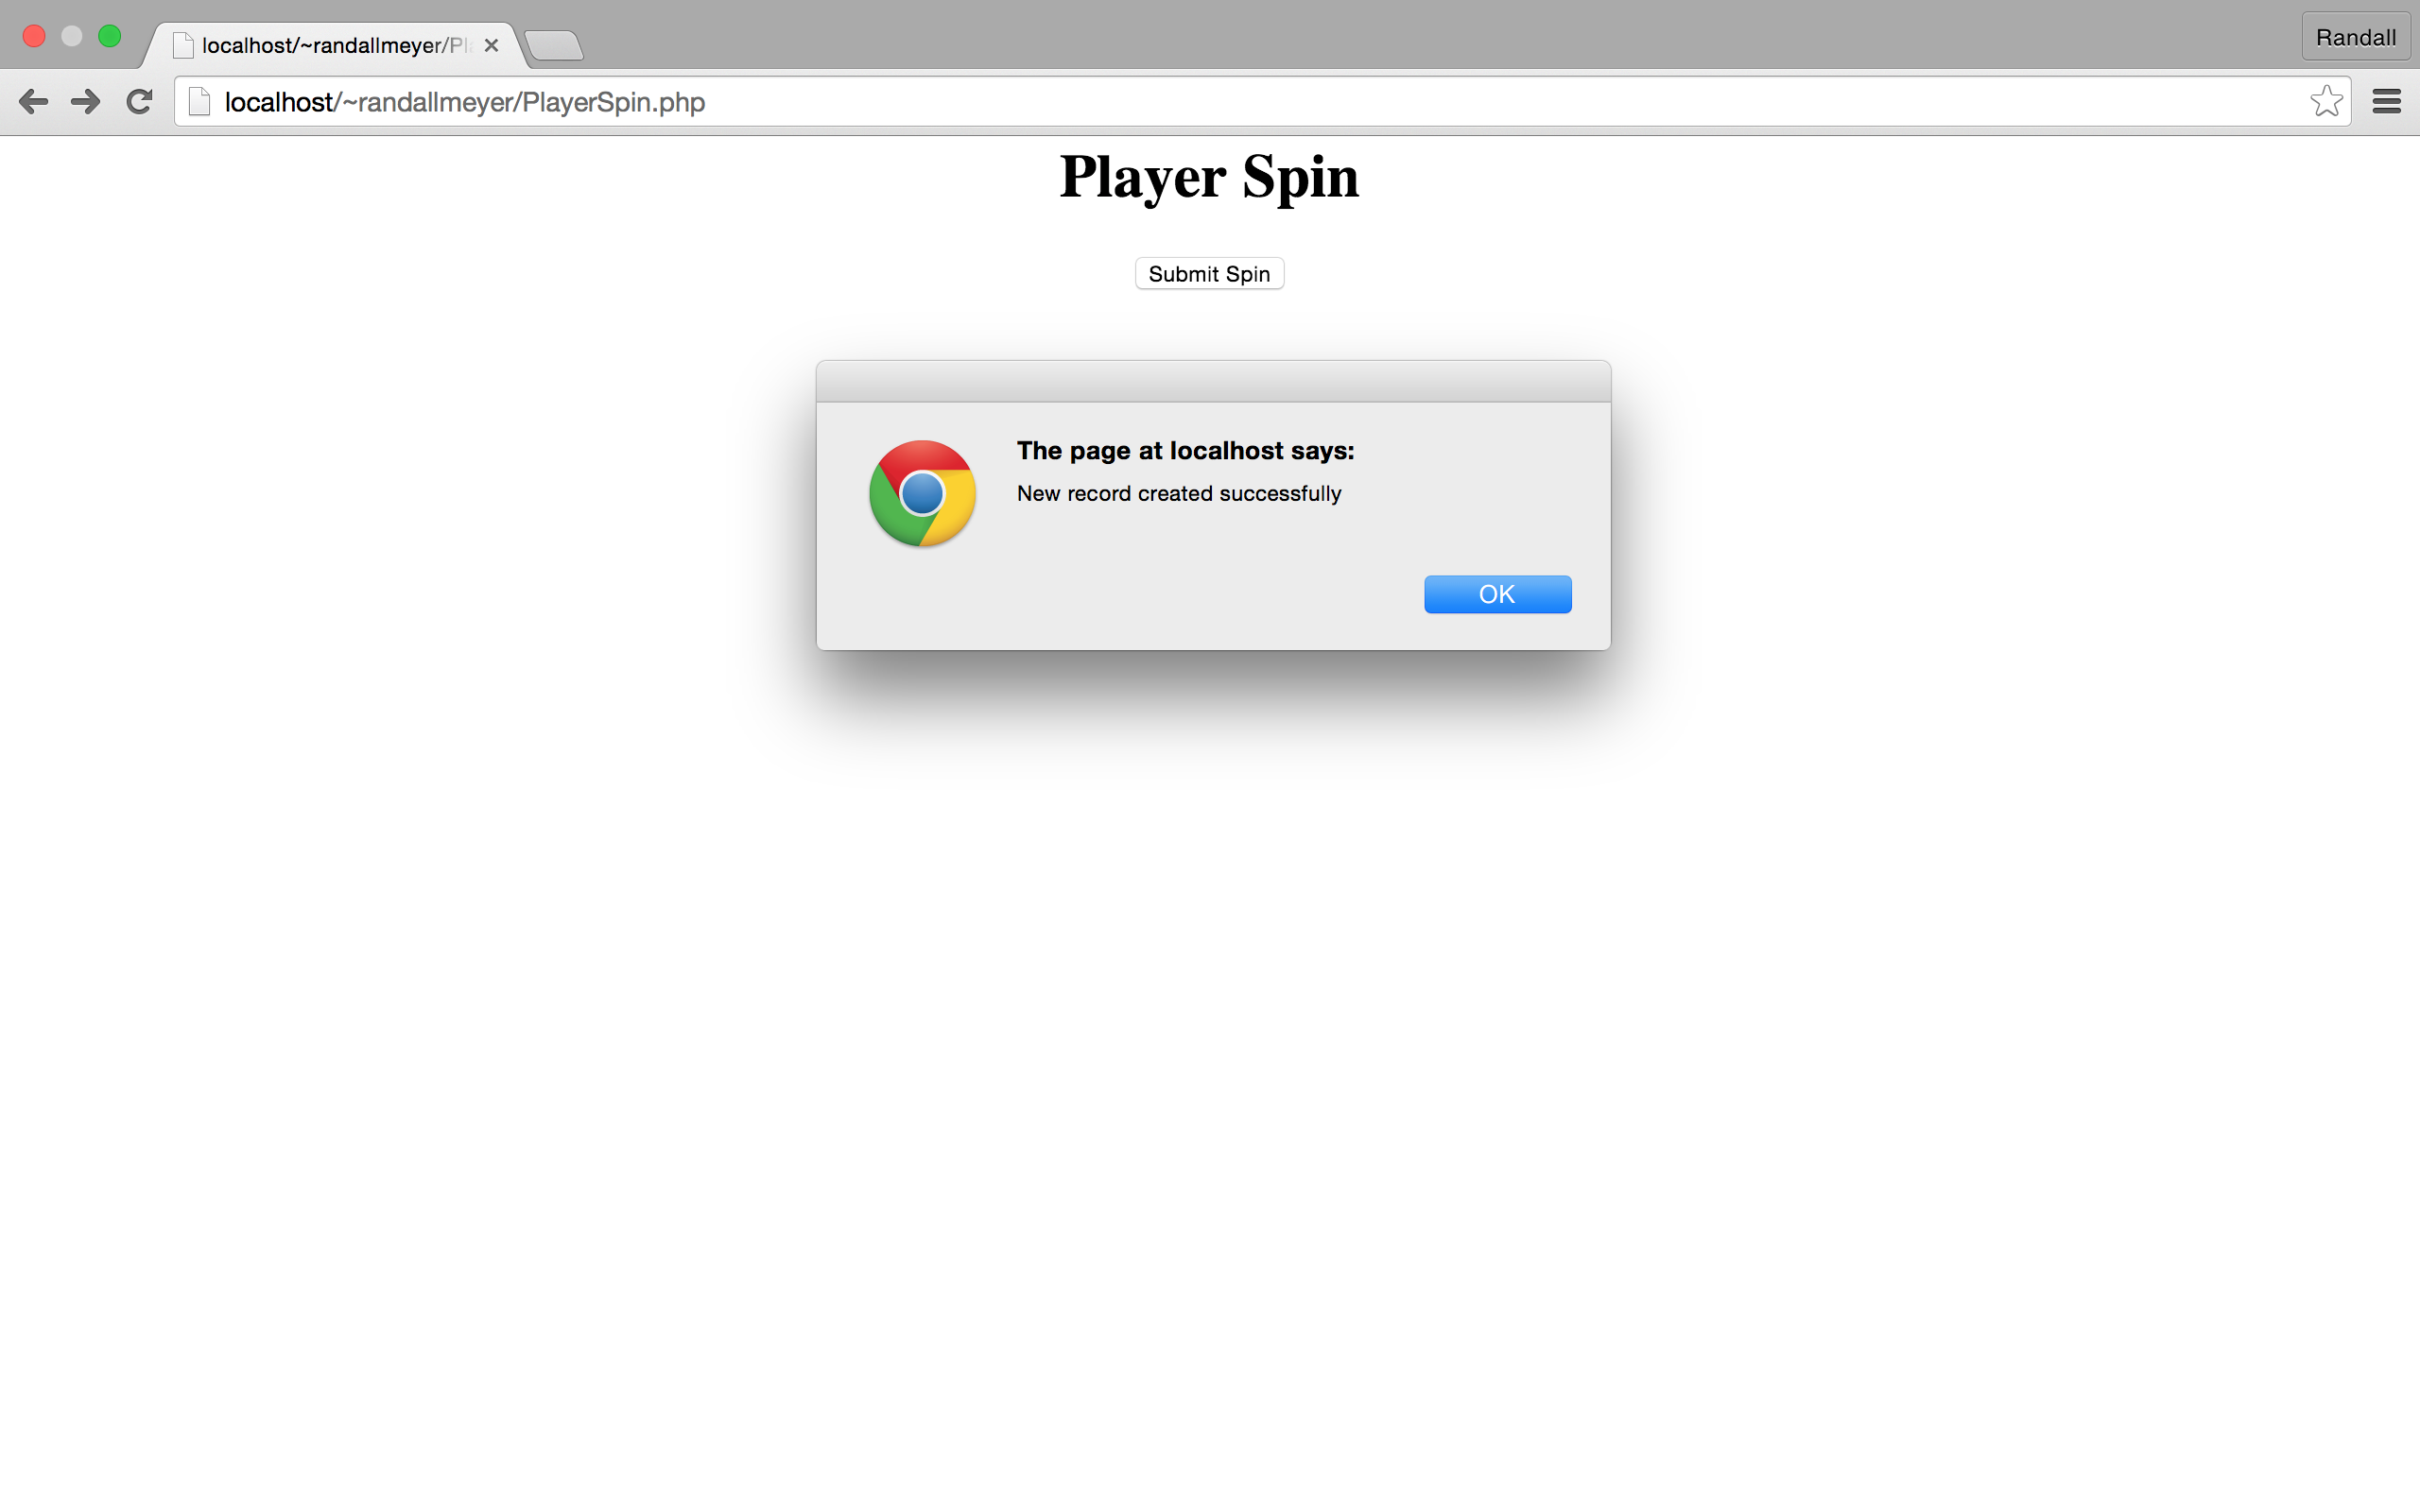 localhost/~randallmeyer/Pl
Randall
localhost/~randallmeyer/PlayerSpin.php
Player Spin
Submit Spin
The page at localhost says:
New record created successfully
OK